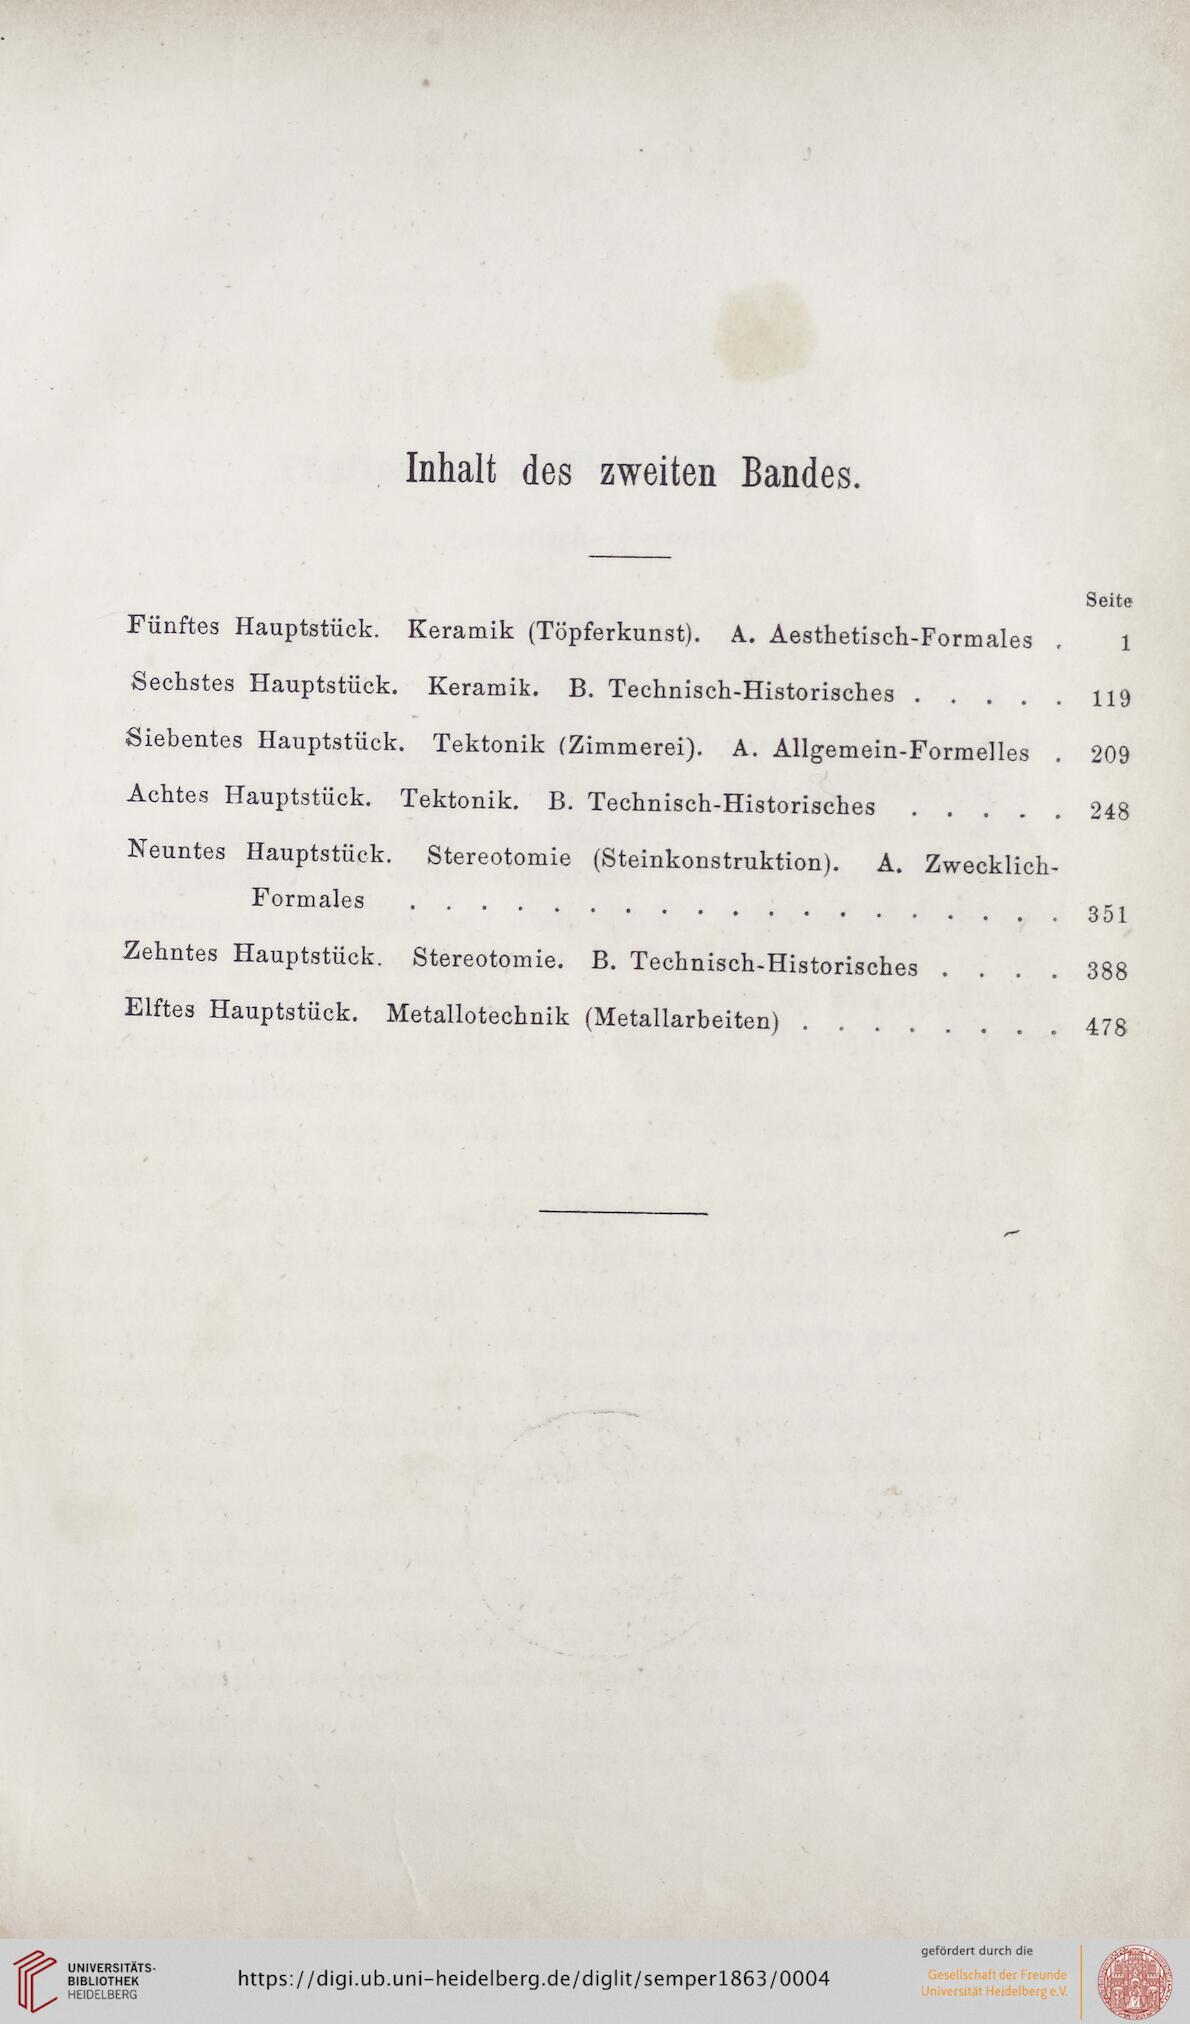 Inhalt des zweiten Bandes.
Seite
Fünftes Hauptstück. Keramik (Töpferkunst). A. Aesthetisch-Formales . 1
Sechstes Hauptstück. Keramik. B. Technisch-Historisches . . . . . 119
Siebentes Hauptstück. Tektonik (Zimmerei). A. Allgemein-Formelles . 209
Achtes Hauptstück. Tektonik. B. Technisch-Historisches . . . . . 248
Neuntes Hauptstück. Stereotomie (Steinkonstruktion). A. Zwecklich-
Formales . . . . . . . . . . . . . . . . . . . 351
Zehntes Hauptstück. Stereotomie. B. Technisch-Historisches . . . . 388
Elftes Hauptstück. Metallotechnik (Metallarbeiten) . . . . . . . . 478
UNIVERSITÄTS-
BIBLIOTHEK
HEIDELBERG
https://digi.ub.uni-heidelberg.de/diglit/semper1863/0004
gefördert durch die
Gesellschaft der Freunde
Universität Heidelberg e.V.